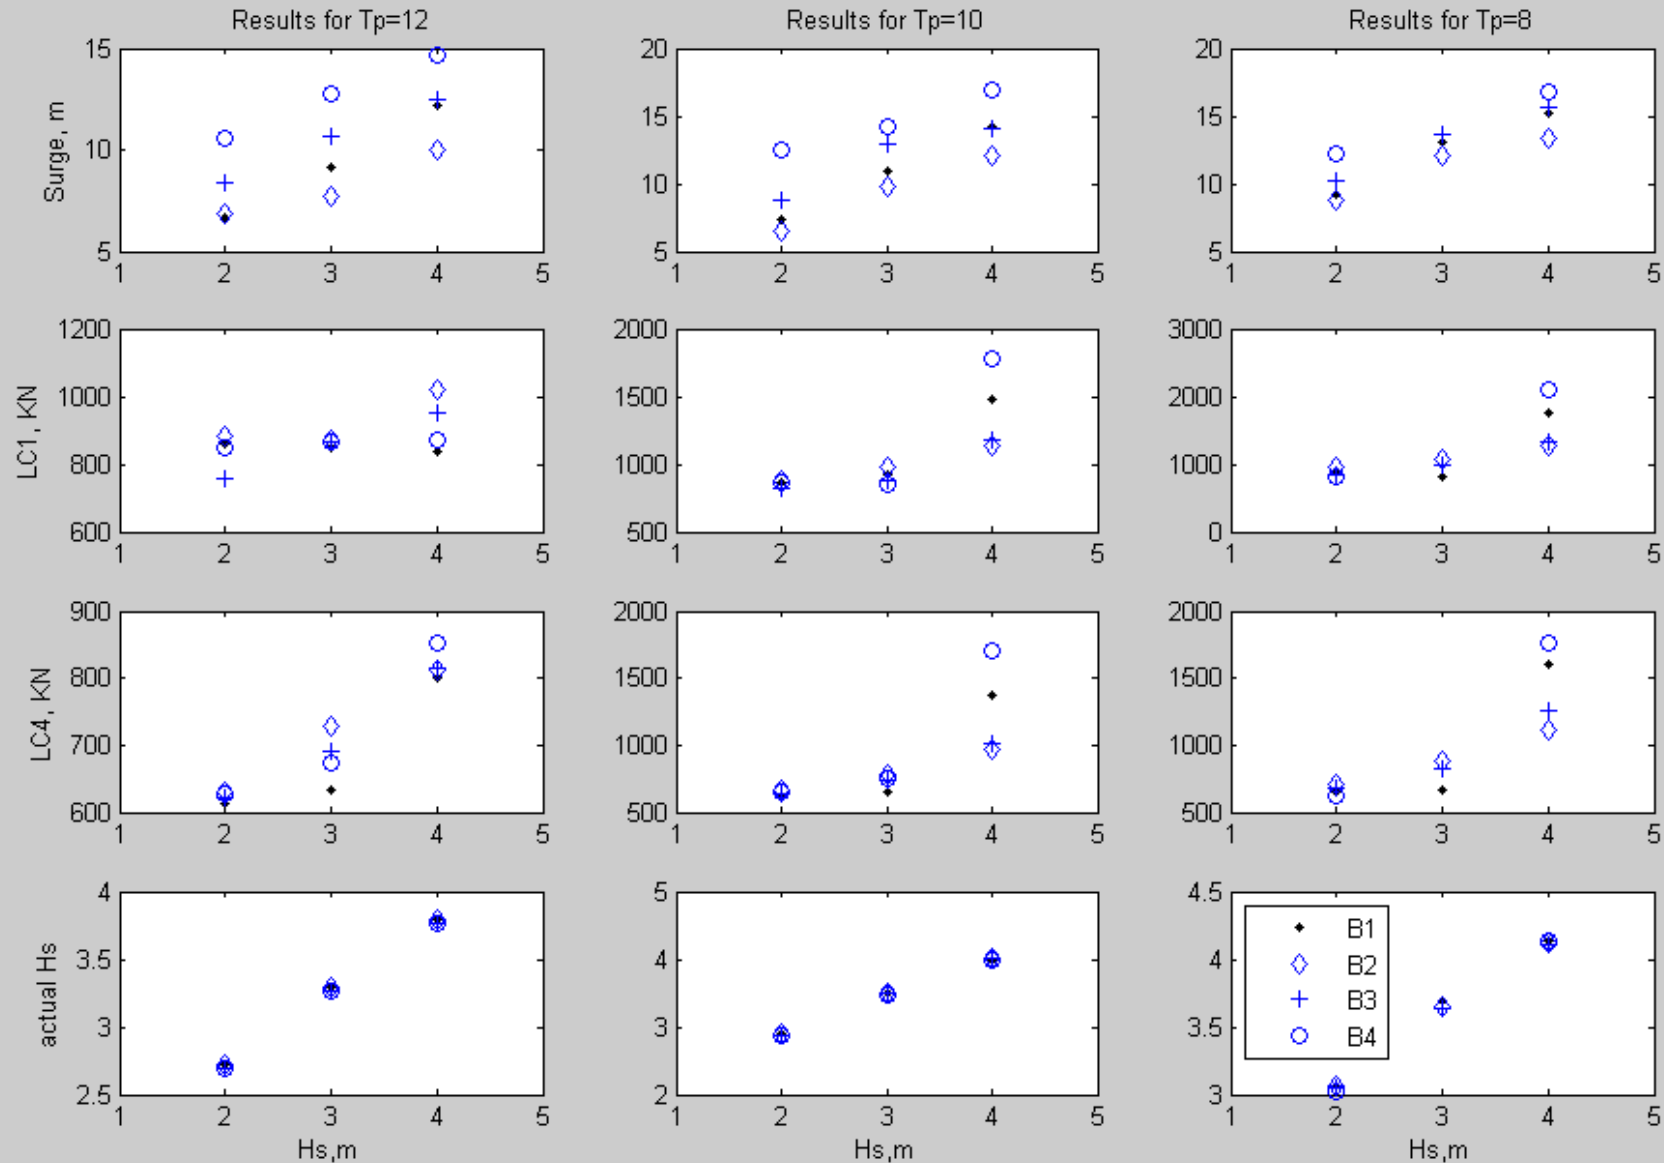 Results for Tp=12 Results for Tp=10 Results for Tp=8
15 20 20
15 15
10
10 10
5 5 5
Surge, m
1 2 3 4 5 1 2 3 4 5 1 2 3 4 5
1200 2000 3000
1000 1500 2000
800 1000 1000
600 500 0
LC1, KN
1 2 3 4 5 1 2 3 4 5 1 2 3 4 5
900 2000 2000
800 1500 1500
700 1000 1000
600 500 500
LC4, KN
1 2 3 4 5 1 2 3 4 5 1 2 3 4 5
4 5 4.5
B1
3.5 4 4 B2
3 3 3.5 B3
B4
2.5 2 3
actual Hs
1 2 3 4 5 1 2 3 4 5 1 2 3 4 5
Hs,m Hs,m Hs,m